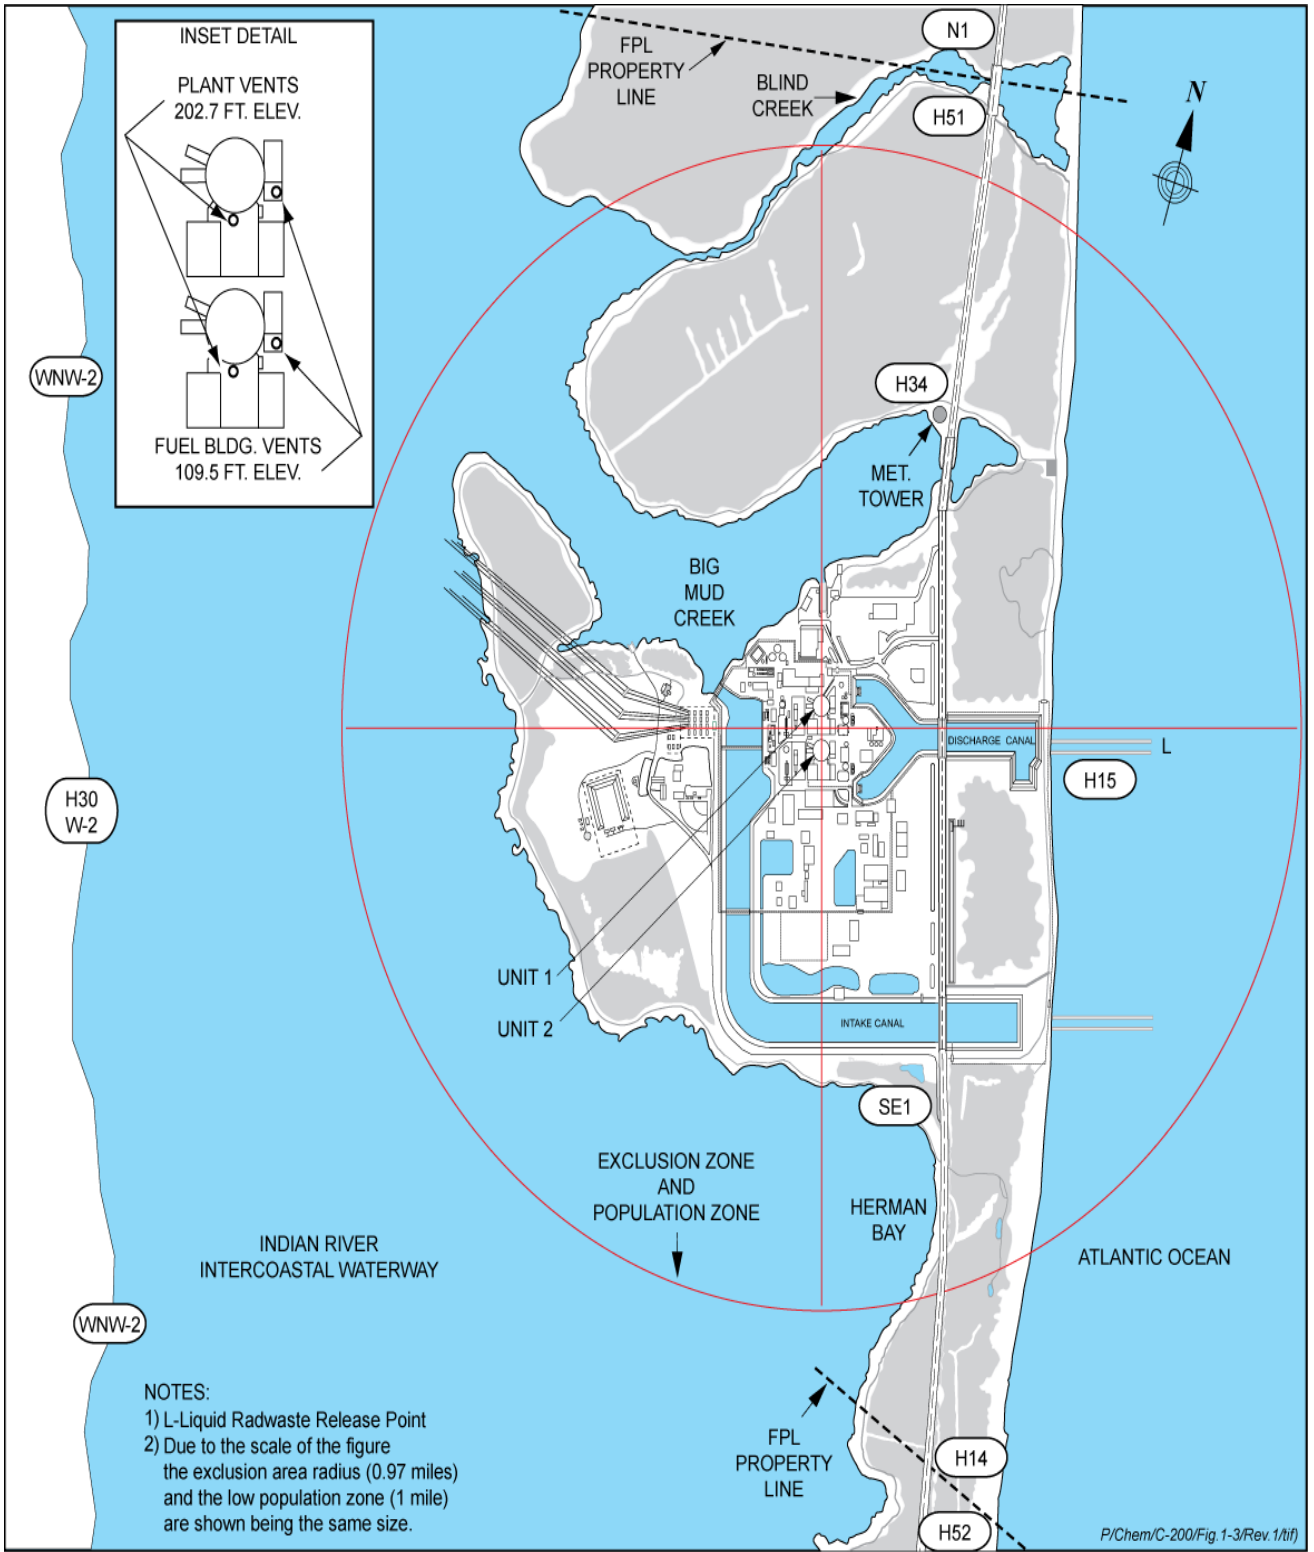 INSET DETAIL
PLANT VENTS
202.7 FT. ELEV.
FUEL BLDG. VENTS
109.5 FT. ELEV.
FPL
PROPERTY
LINE
BLIND
CREEK
N1
H51
N
WNW-2
H34
MET.
TOWER
BIG
MUD
CREEK
DISCHARGE CANAL
L
H15
H30
W-2
UNIT 1
UNIT 2
INTAKE CANAL
SE1
EXCLUSION ZONE
AND
POPULATION ZONE
HERMAN
BAY
INDIAN RIVER
INTERCOASTAL WATERWAY
ATLANTIC OCEAN
WNW-2
NOTES:
1) L-Liquid Radwaste Release Point
2) Due to the scale of the figure
the exclusion area radius (0.97 miles)
and the low population zone (1 mile)
are shown being the same size.
FPL
PROPERTY
LINE
H14
H52
P/Chem/C-200/Fig.1-3/Rev.1/tif)